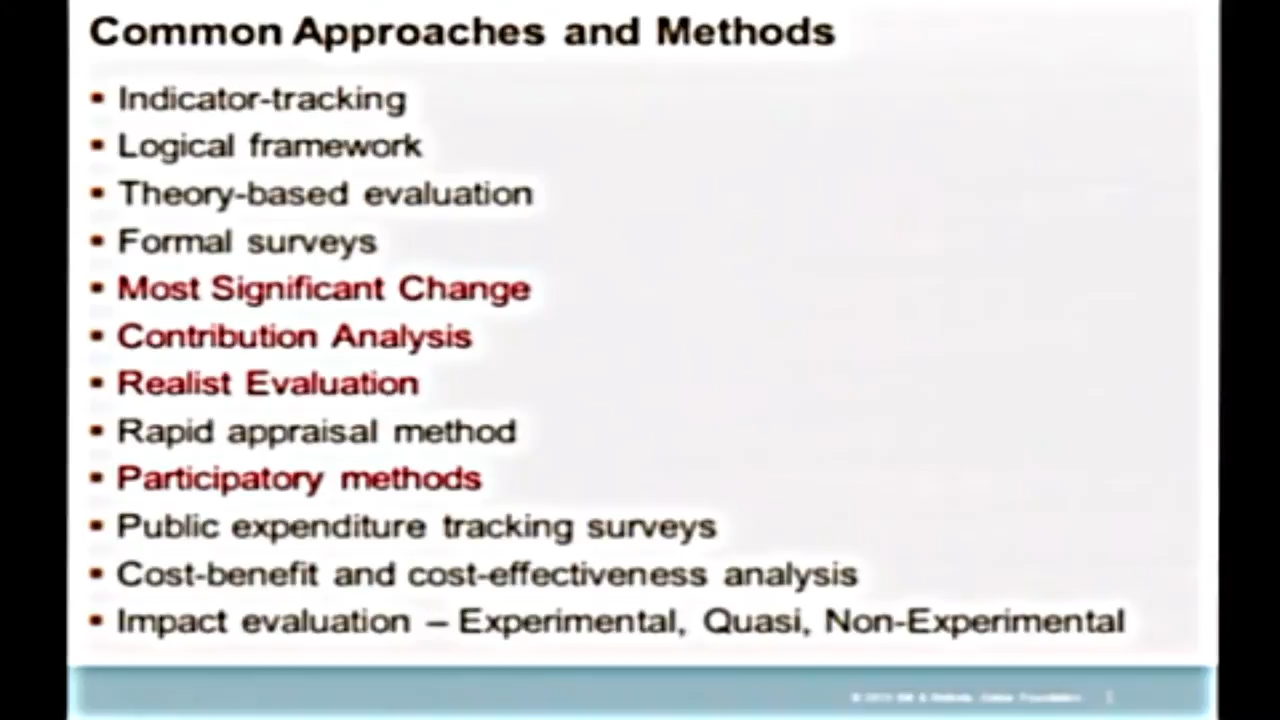 Common Approaches and Methods
• Indicator-tracking
• Logical framework
• Theory-based evaluation
• Formal surveys
• Most Significant Change
• Contribution Analysis
• Realist Evaluation
• Rapid appraisal method
• Participatory methods
• Public expenditure tracking surveys
• Cost-benefit and cost-effectiveness analysis
• Impact evaluation – Experimental, Quasi, Non-Experimental